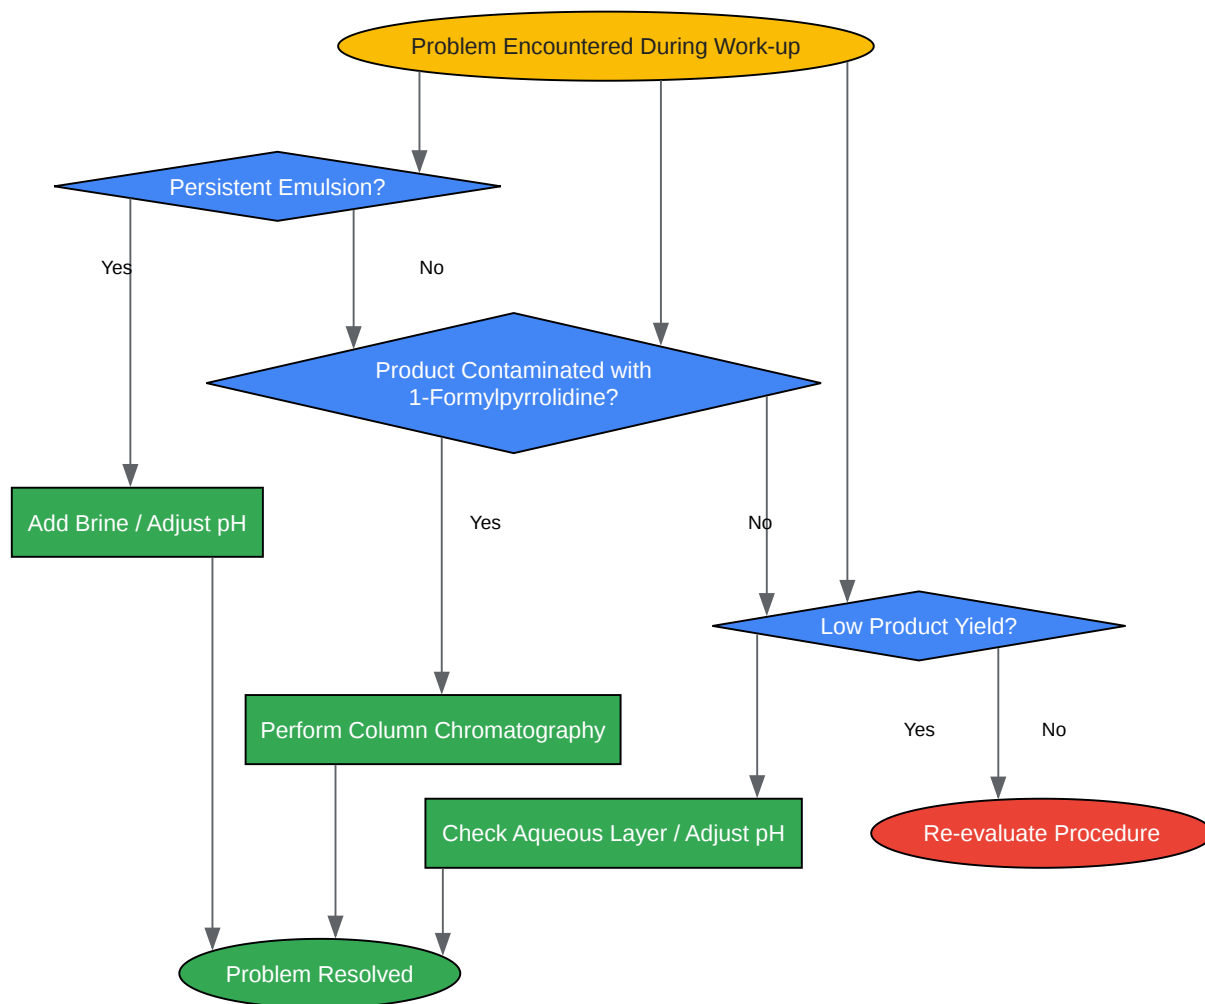 Problem Encountered During Work-up
Persistent Emulsion?
Yes
No
Product Contaminated with
1-Formylpyrrolidine?
Add Brine / Adjust pH
Yes
No
Low Product Yield?
Perform Column Chromatography
Yes
No
Check Aqueous Layer / Adjust pH
Re-evaluate Procedure
Problem Resolved